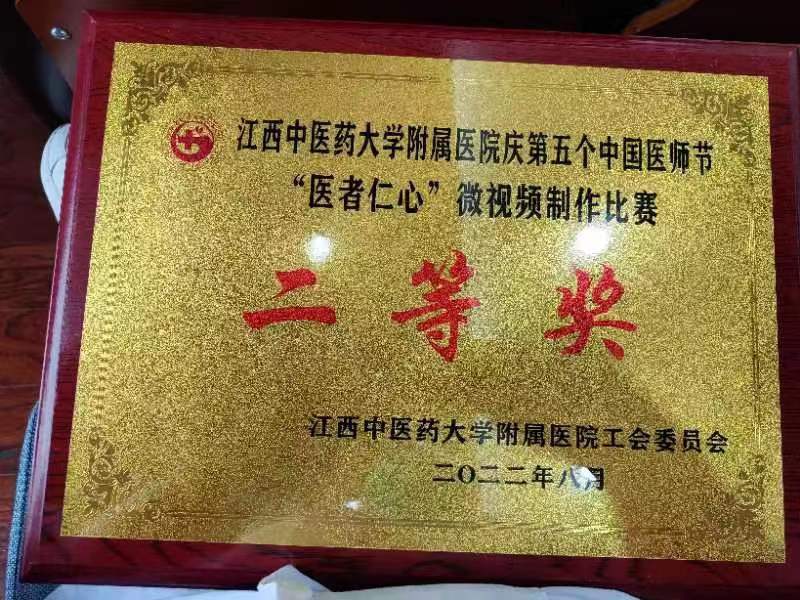 江西中医药大学附属医院庆第五个中国医师节
“医者仁心”微视频制作比赛
二等奖
江西中医药大学附属医院工会委员会
二〇二二年八月